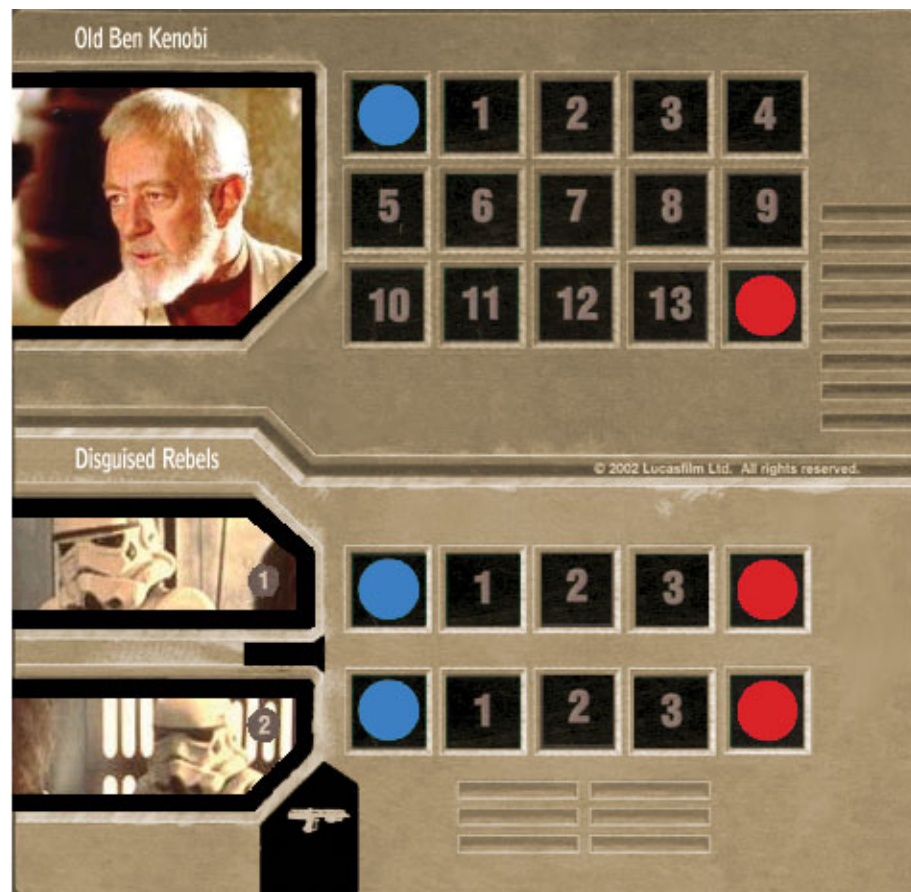 Old Ben Kenobi
1 2 3 4
5 6 7 8 9
10 11 12 13
Disguised Rebels
© 2002 Lucasfilm Ltd. All rights reserved.
1
1 2 3
2
1 2 3